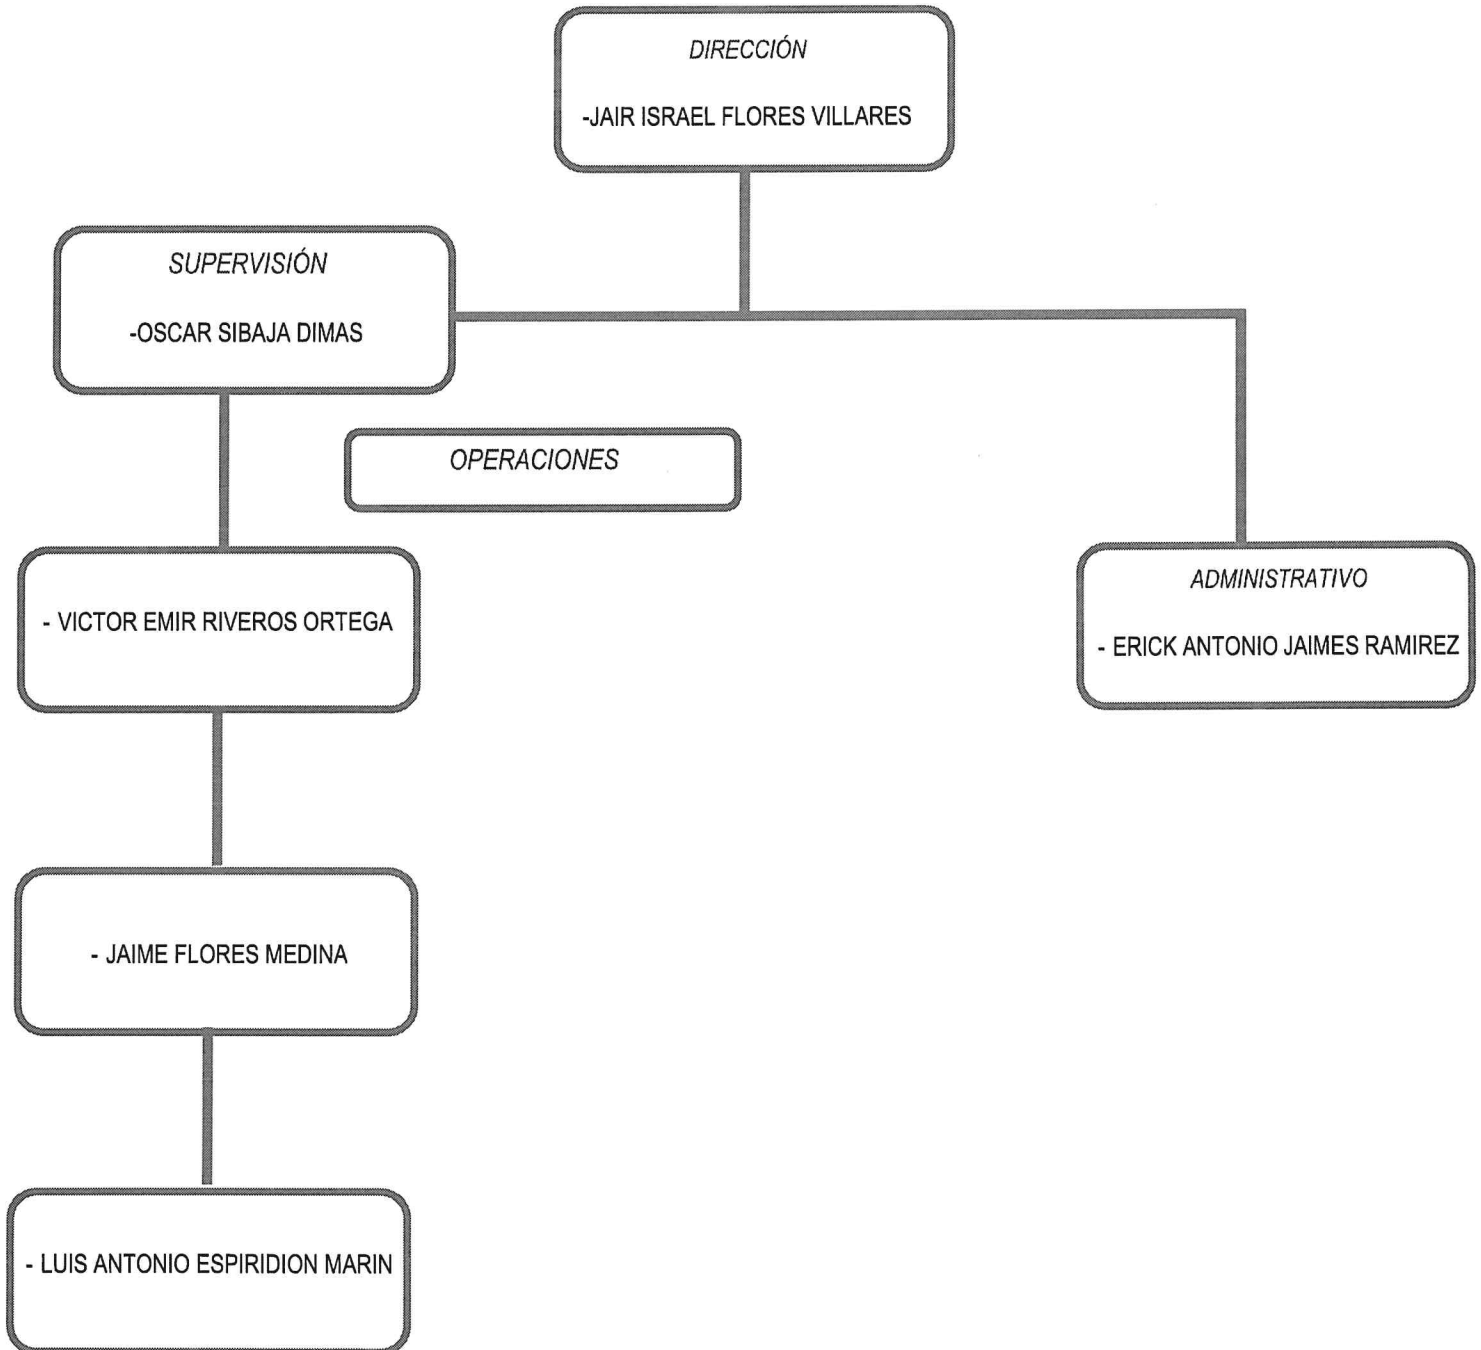 DIRECCIÓN
-JAIR ISRAEL FLORES VILLARES
SUPERVISIÓN
-OSCAR SIBAJA DIMAS
OPERACIONES
- VICTOR EMIR RIVEROS ORTEGA
ADMINISTRATIVO
- ERICK ANTONIO JAIMES RAMIREZ
- JAIME FLORES MEDINA
- LUIS ANTONIO ESPIRIDION MARIN